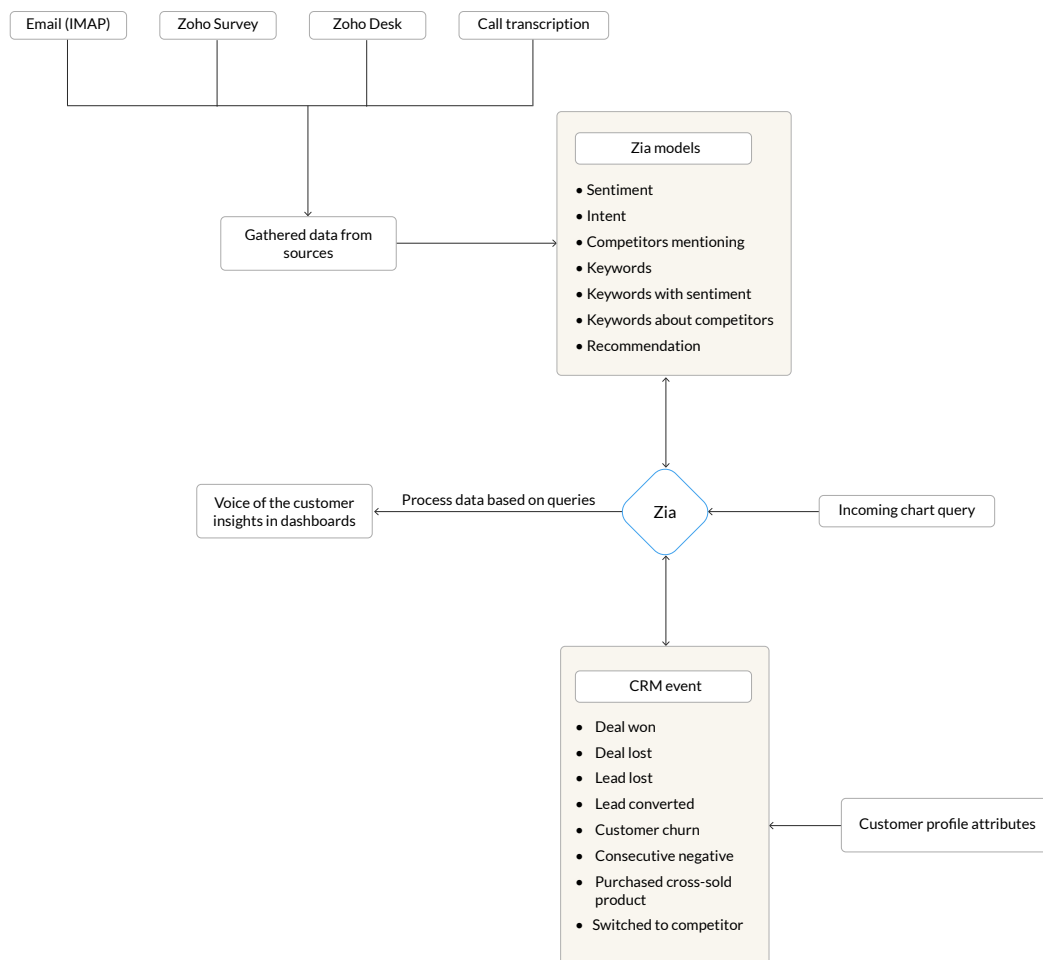 Email (IMAP)
Zoho Survey
Zoho Desk
Call transcription
Zia models
• Sentiment
• Intent
• Competitors mentioning
• Keywords
• Keywords with sentiment
• Keywords about competitors
• Recommendation
Gathered data from
sources
Voice of the customer
insights in dashboards
Process data based on queries
Zia
Incoming chart query
CRM event
• Deal won
• Deal lost
• Lead lost
• Lead converted
• Customer churn
• Consecutive negative
• Purchased cross-sold
product
• Switched to competitor
Customer profile attributes